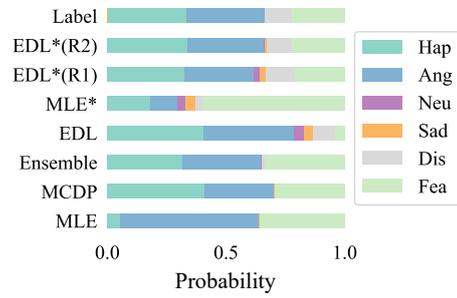 Label
EDL*(R2)
EDL*(R1)
MLE*
EDL
Ensemble
MCDP
MLE
0.0 0.5 1.0
Probability
Hap
Ang
Neu
Sad
Dis
Fea